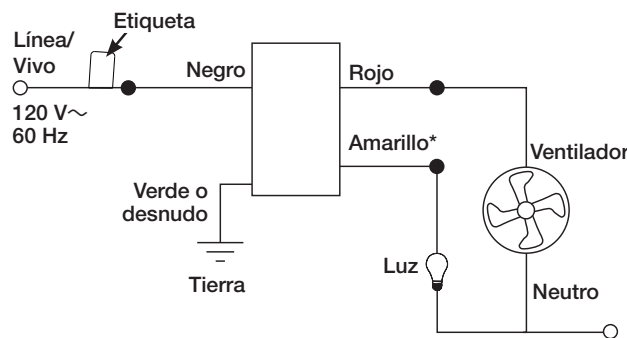 Etiqueta
Línea/
Vivo
Negro
Rojo
120 V~
60 Hz
Amarillo*
Ventilador
Verde o
desnudo
Luz
Tierra
Neutro